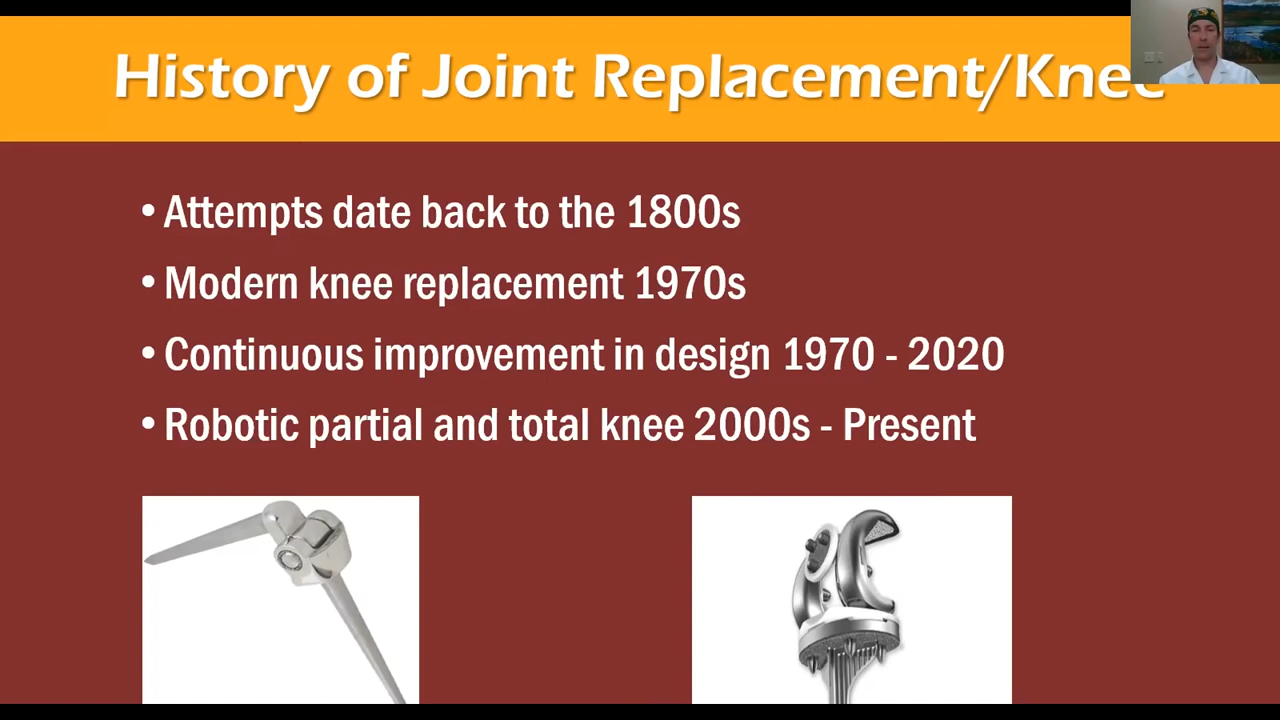 History of Joint Replacement/Knee
• Attempts date back to the 1800s
• Modern knee replacement 1970s
• Continuous improvement in design 1970 - 2020
• Robotic partial and total knee 2000s - Present